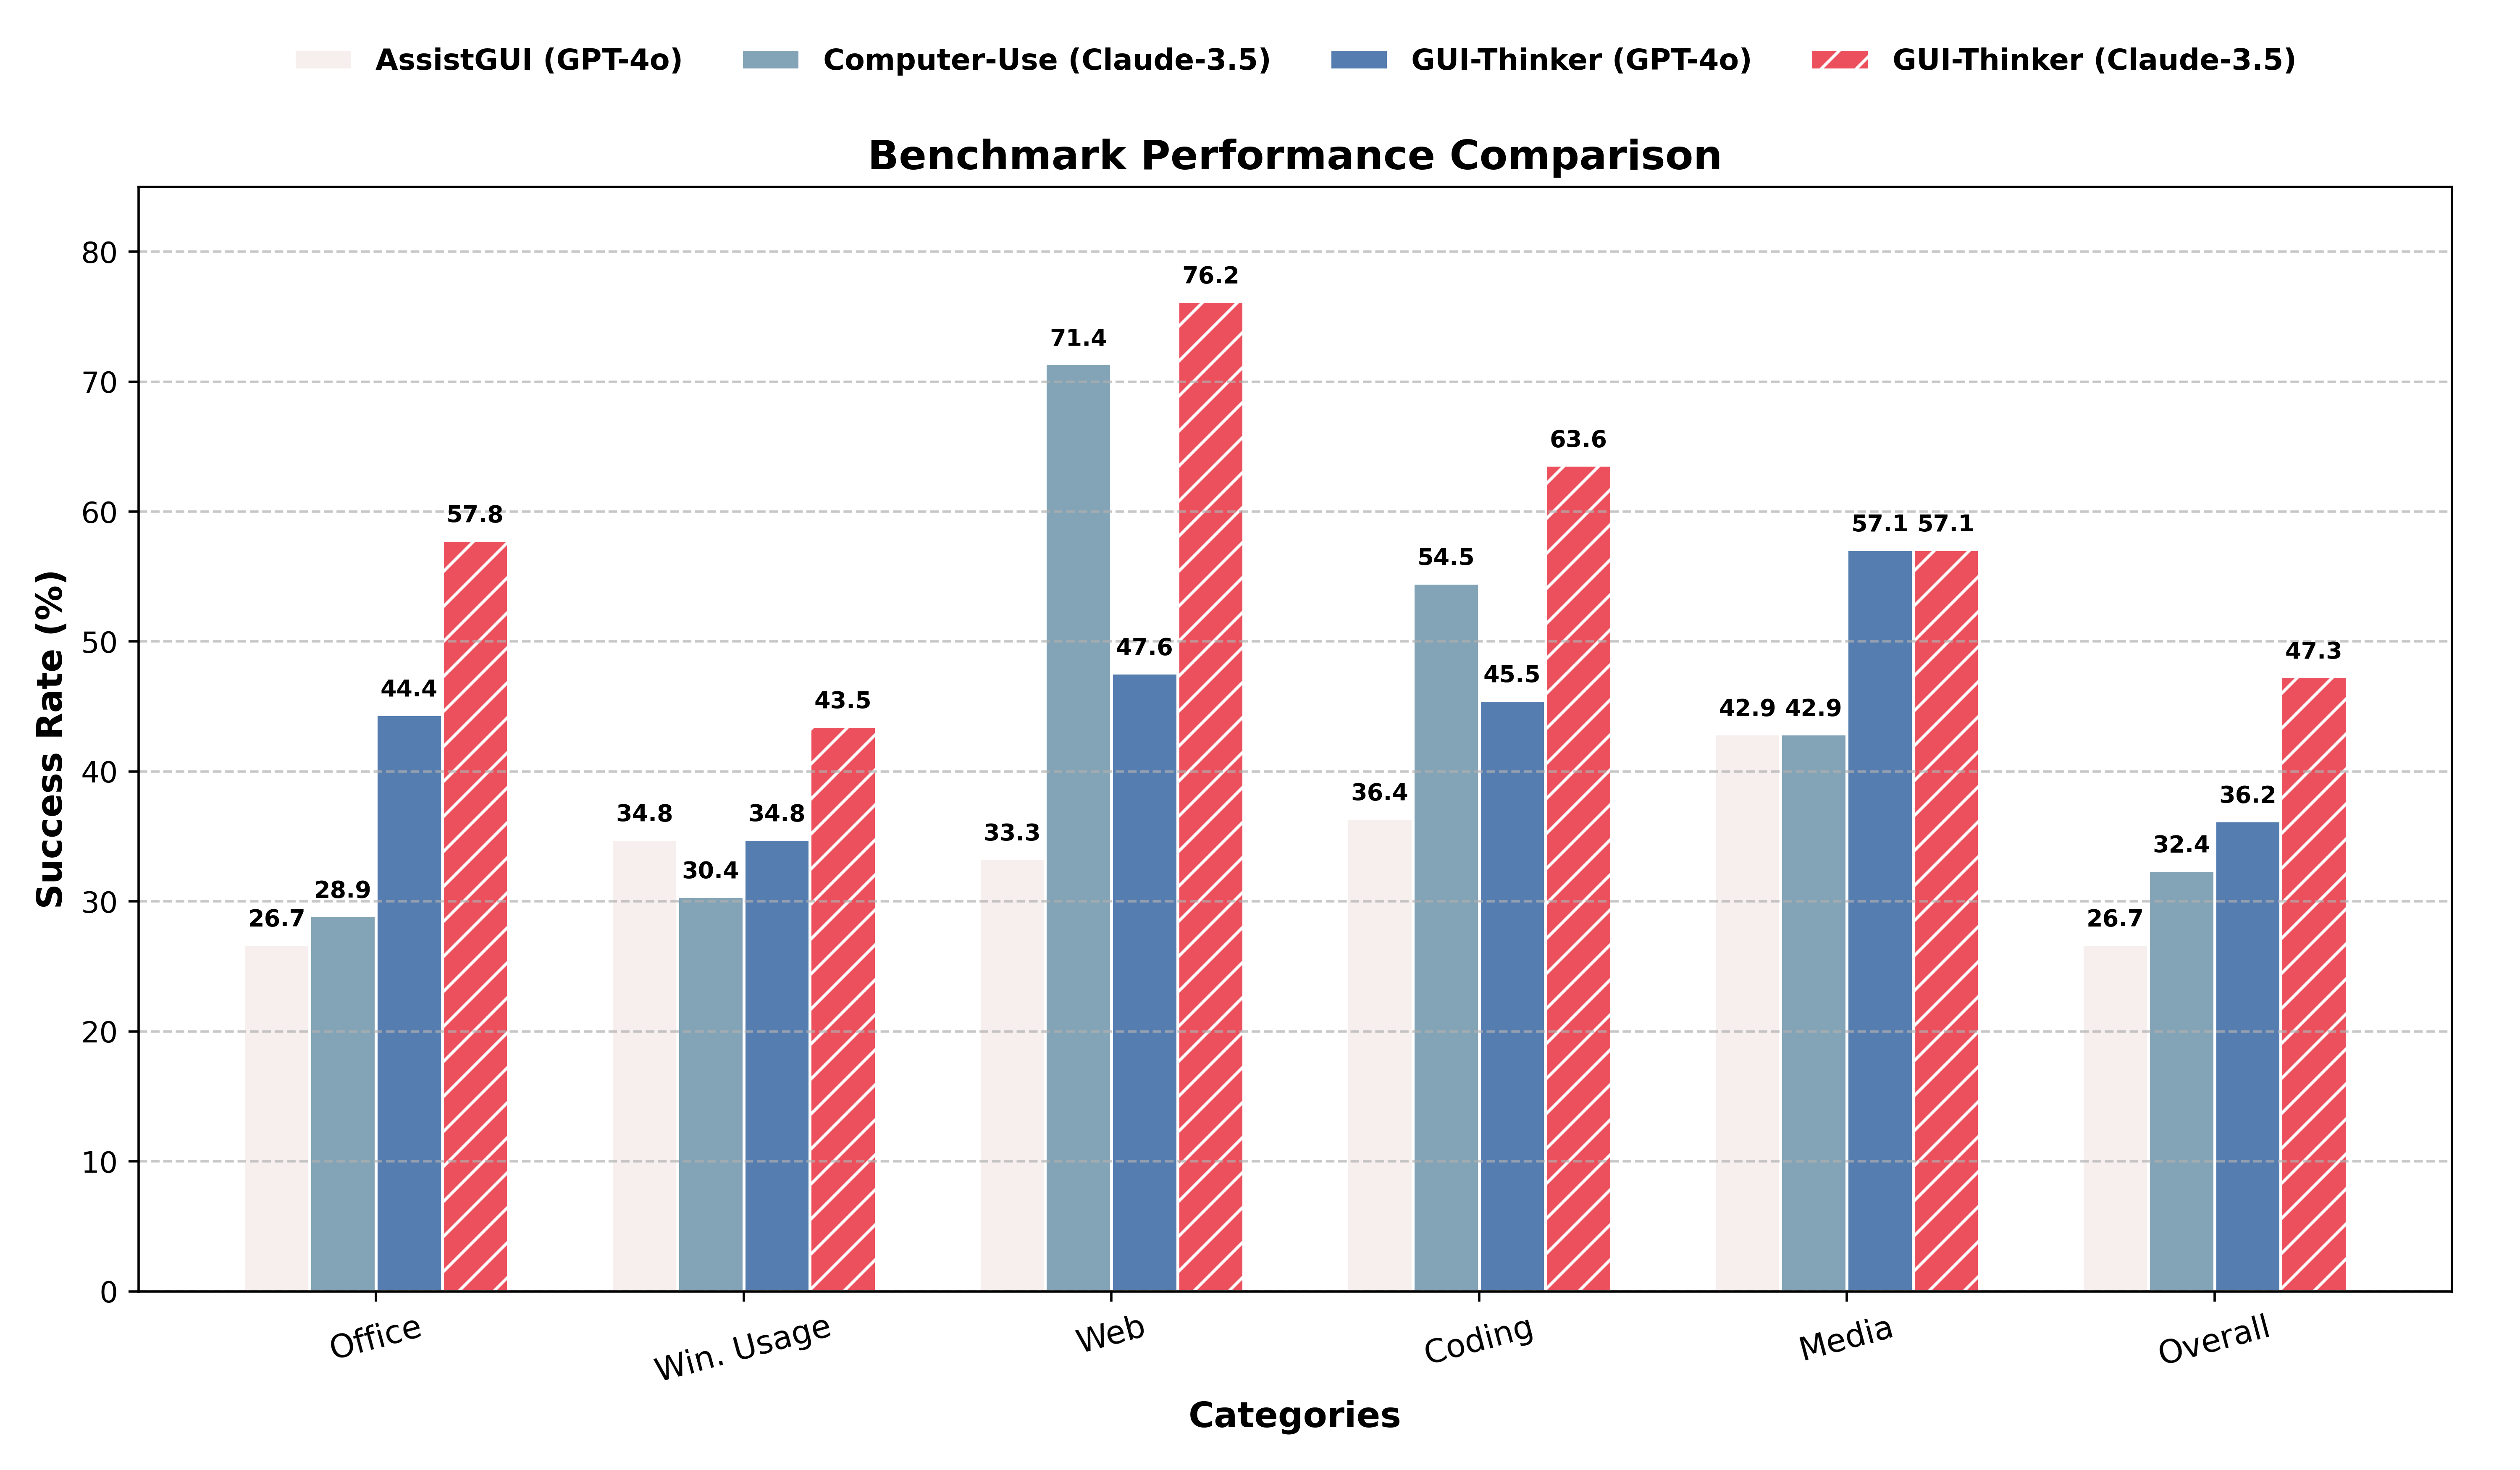 AssistGUI (GPT-4o) Computer-Use (Claude-3.5) GUI-Thinker (GPT-4o) GUI-Thinker (Claude-3.5)
Benchmark Performance Comparison
Success Rate (%)
80
70
60
50
40
30
20
10
0
26.7 28.9 44.4 57.8
34.8 30.4 34.8 43.5
33.3 71.4 47.6 76.2
36.4 54.5 45.5 63.6
42.9 42.9 57.1 57.1
26.7 32.4 36.2 47.3
Office Win. Usage Web Coding Media Overall
Categories